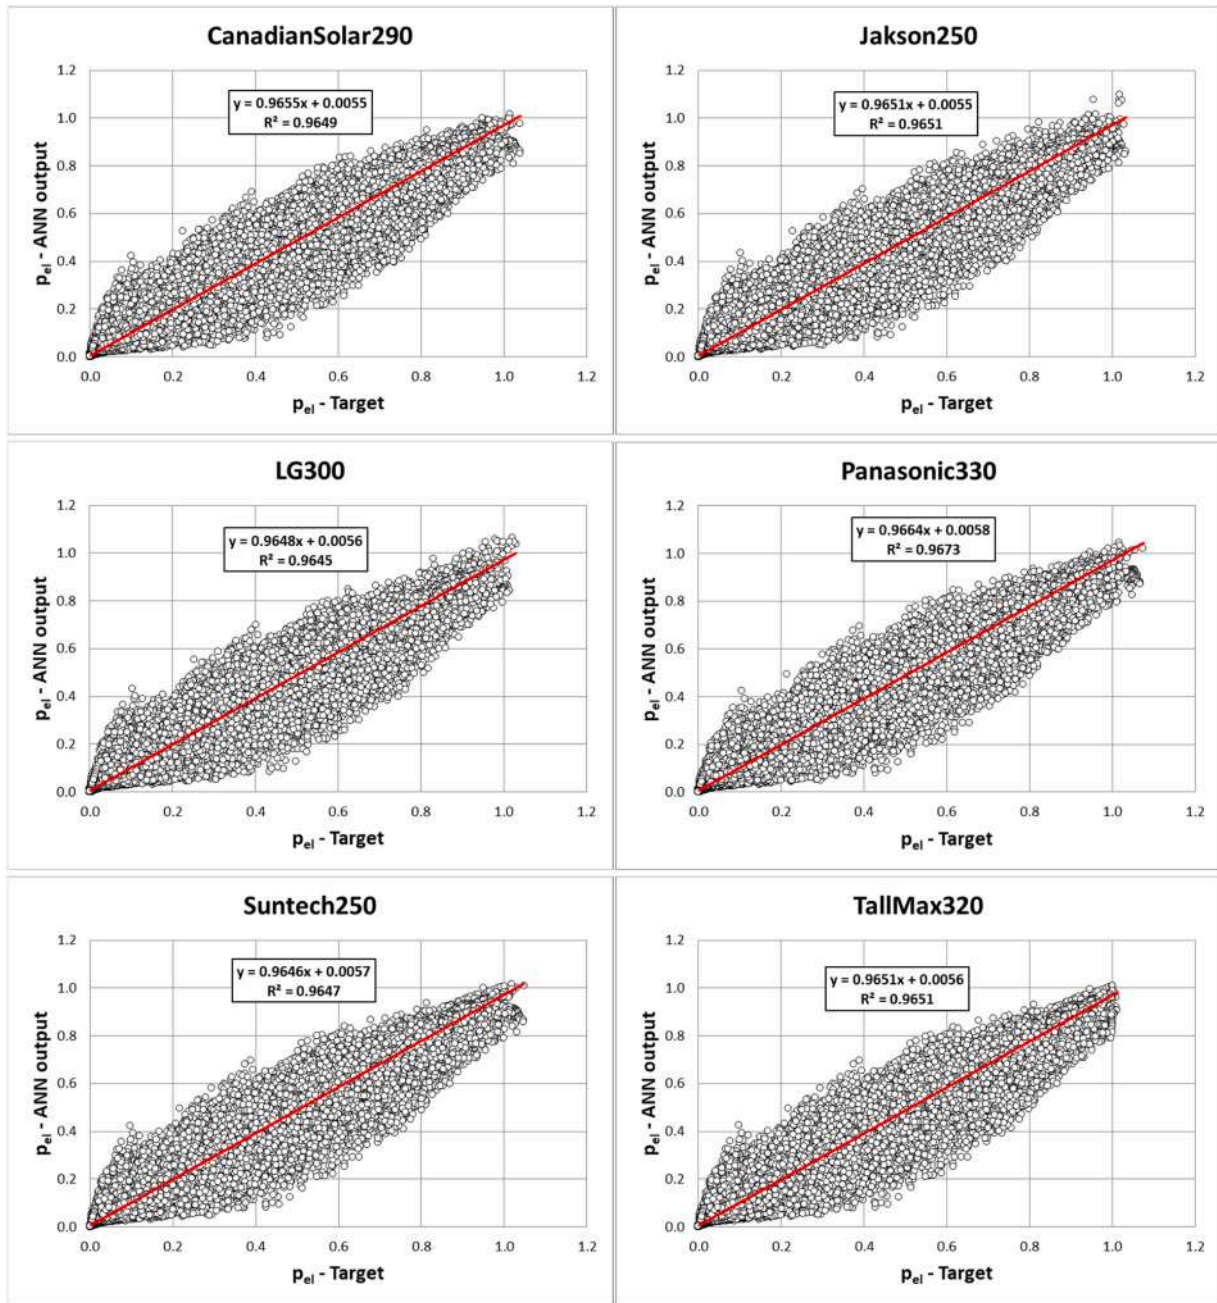 CanadianSolar290
1.2
1.0
0.8
0.6
0.4
0.2
0.0
y = 0.9655x + 0.0055
R² = 0.9649
pel - ANN output
0.0 0.2 0.4 0.6 0.8 1.0 1.2
pel - Target
Jakson250
1.2
1.0
0.8
0.6
0.4
0.2
0.0
y = 0.9651x + 0.0055
R² = 0.9651
pel - ANN output
0.0 0.2 0.4 0.6 0.8 1.0 1.2
pel - Target
LG300
1.2
1.0
0.8
0.6
0.4
0.2
0.0
y = 0.9648x + 0.0056
R² = 0.9645
pel - ANN output
0.0 0.2 0.4 0.6 0.8 1.0 1.2
pel - Target
Panasonic330
1.2
1.0
0.8
0.6
0.4
0.2
0.0
y = 0.9664x + 0.0058
R² = 0.9673
pel - ANN output
0.0 0.2 0.4 0.6 0.8 1.0 1.2
pel - Target
Suntech250
1.2
1.0
0.8
0.6
0.4
0.2
0.0
y = 0.9646x + 0.0057
R² = 0.9647
pel - ANN output
0.0 0.2 0.4 0.6 0.8 1.0 1.2
pel - Target
TallMax320
1.2
1.0
0.8
0.6
0.4
0.2
0.0
y = 0.9651x + 0.0056
R² = 0.9651
pel - ANN output
0.0 0.2 0.4 0.6 0.8 1.0 1.2
pel - Target